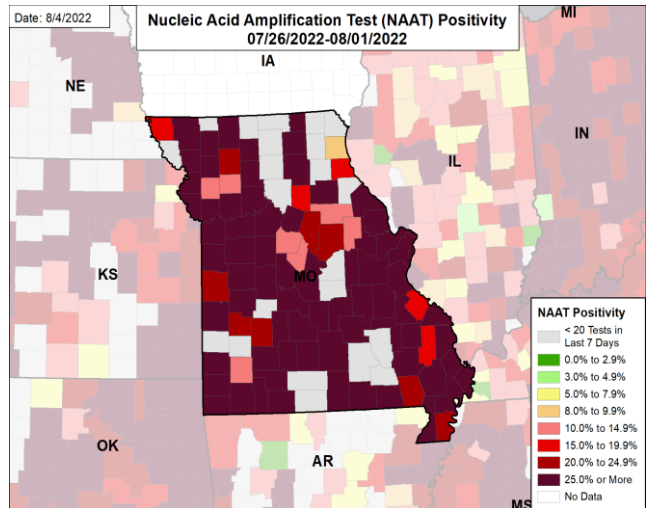 Date: 8/4/2022
Nucleic Acid Amplification Test (NAAT) Positivity
07/26/2022-08/01/2022
MI
IA
NE
IN
IL
KS
MO
OK
AR
MS
NAAT Positivity
< 20 Tests in
Last 7 Days
0.0% to 2.9%
3.0% to 4.9%
5.0% to 7.9%
8.0% to 9.9%
10.0% to 14.9%
15.0% to 19.9%
20.0% to 24.9%
25.0% or More
No Data